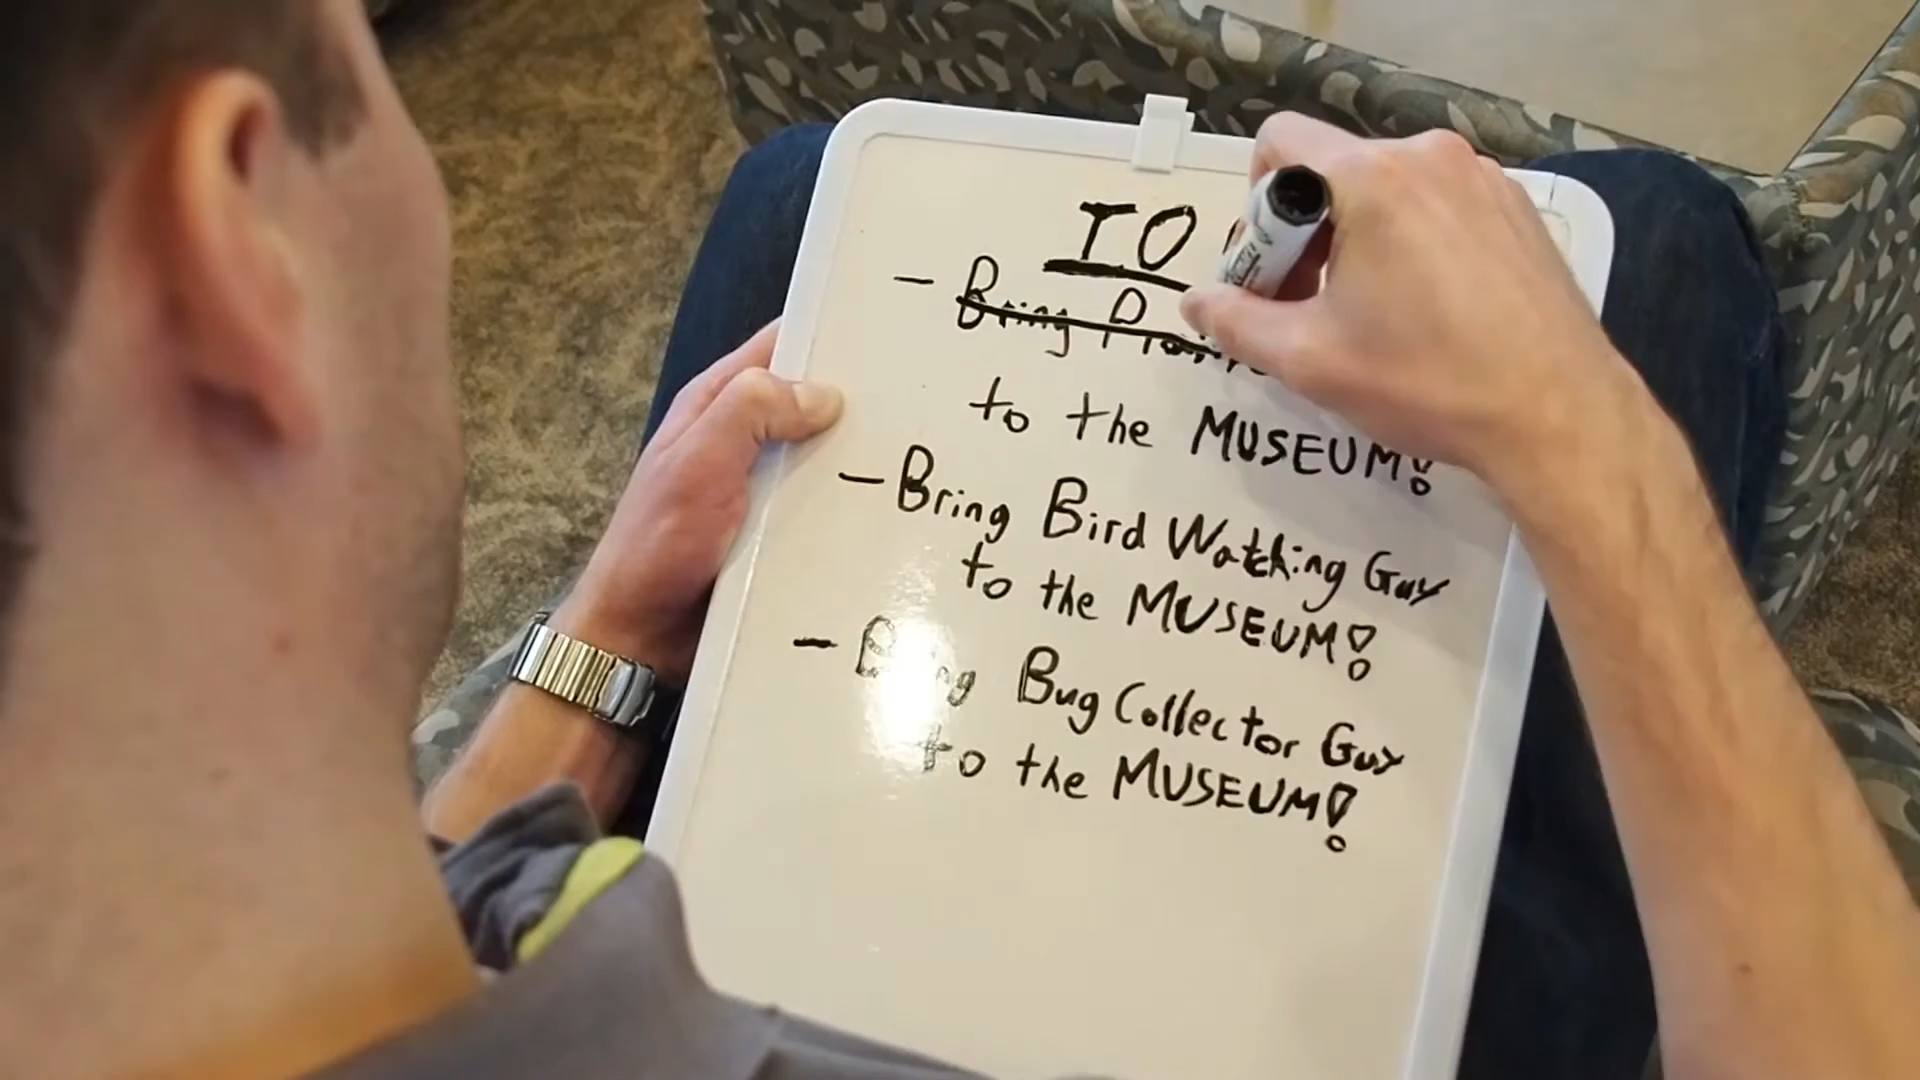 TO
- Bring
to the MUSEUM!
- Bring Bird Watching Guy
to the MUSEUM!
- Bring Bug Collector Guy
to the MUSEUM!